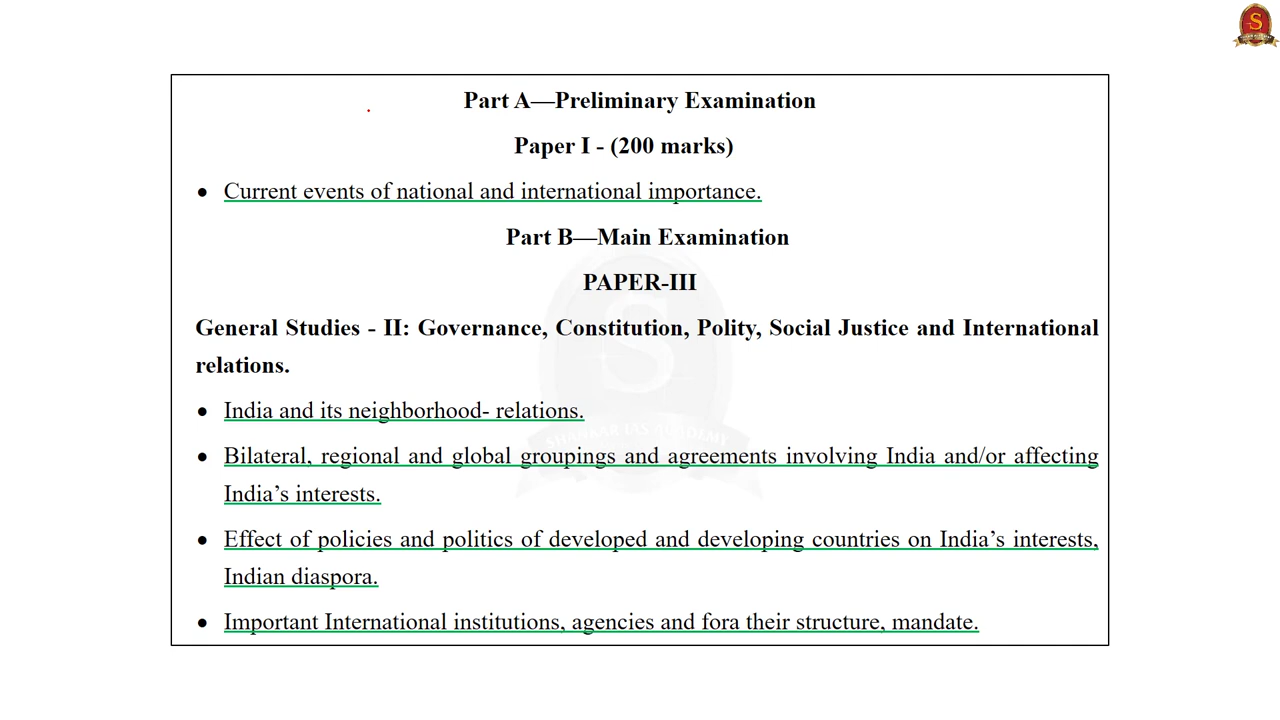 Part A—Preliminary Examination
Paper I - (200 marks)
● Current events of national and international importance.
Part B—Main Examination
PAPER-III
General Studies - II: Governance, Constitution, Polity, Social Justice and International
relations.
● India and its neighborhood- relations.
● Bilateral, regional and global groupings and agreements involving India and/or affecting
India’s interests.
● Effect of policies and politics of developed and developing countries on India’s interests,
Indian diaspora.
● Important International institutions, agencies and fora their structure, mandate.
S
SHANKAR IAS ACADEMY
S